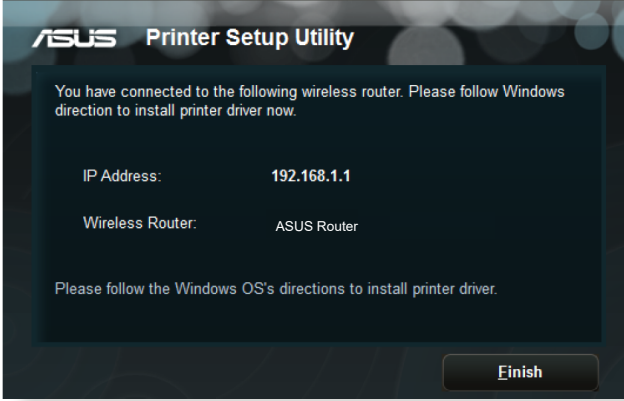 ASUS Printer Setup Utility
You have connected to the following wireless router. Please follow Windows
direction to install printer driver now.
IP Address: 192.168.1.1
Wireless Router: ASUS Router
Please follow the Windows OS's directions to install printer driver.
Finish